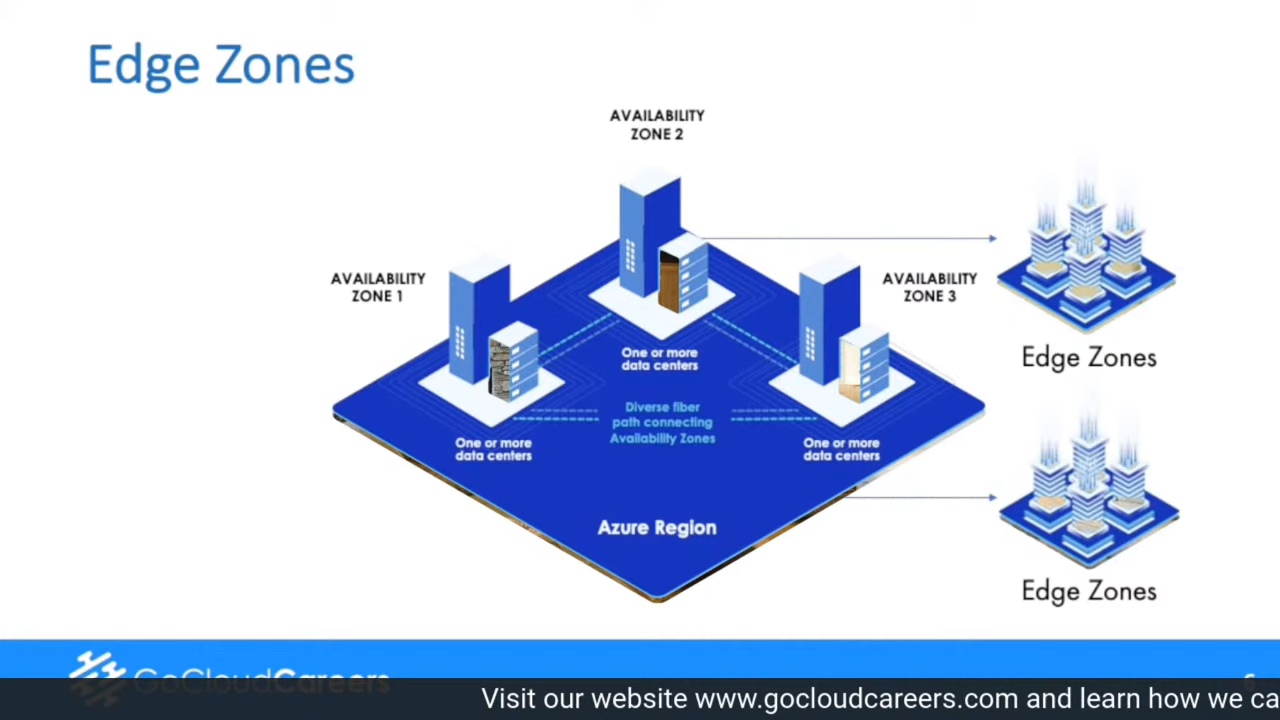 Edge Zones
AVAILABILITY
ZONE 2
AVAILABILITY
ZONE 1
AVAILABILITY
ZONE 3
One or more
data centers
Edge Zones
Diverse fiber
path connecting
Availability Zones
One or more
data centers
One or more
data centers
Azure Region
Edge Zones
GoCloudCareers
Visit our website www.gocloudcareers.com and learn how we ca